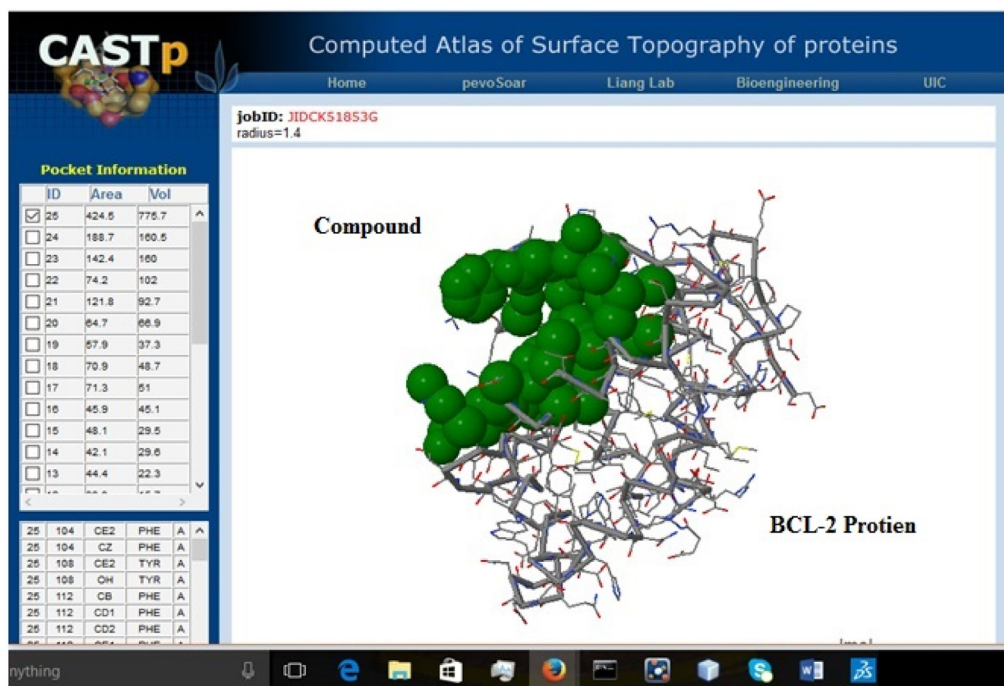 CASTp
Computed Atlas of Surface Topography of proteins
Home pevoSoar Liang Lab Bioengineering UIC
jobID: JIDCK51853G
radius=1.4
Pocket Information
ID Area Vol
25 424.5 775.7
24 188.7 160.5
23 142.4 160
22 74.2 102
21 121.8 92.7
20 64.7 66.9
19 57.9 37.3
18 70.9 48.7
17 71.3 51
16 45.9 45.1
15 48.1 29.5
14 42.1 29.6
13 44.4 22.3
Compound
BCL-2 Protien
25 104 CE2 PHE A
25 104 CZ PHE A
25 108 CE2 TYR A
25 108 OH TYR A
25 112 CB PHE A
25 112 CD1 PHE A
25 112 CD2 PHE A
nything